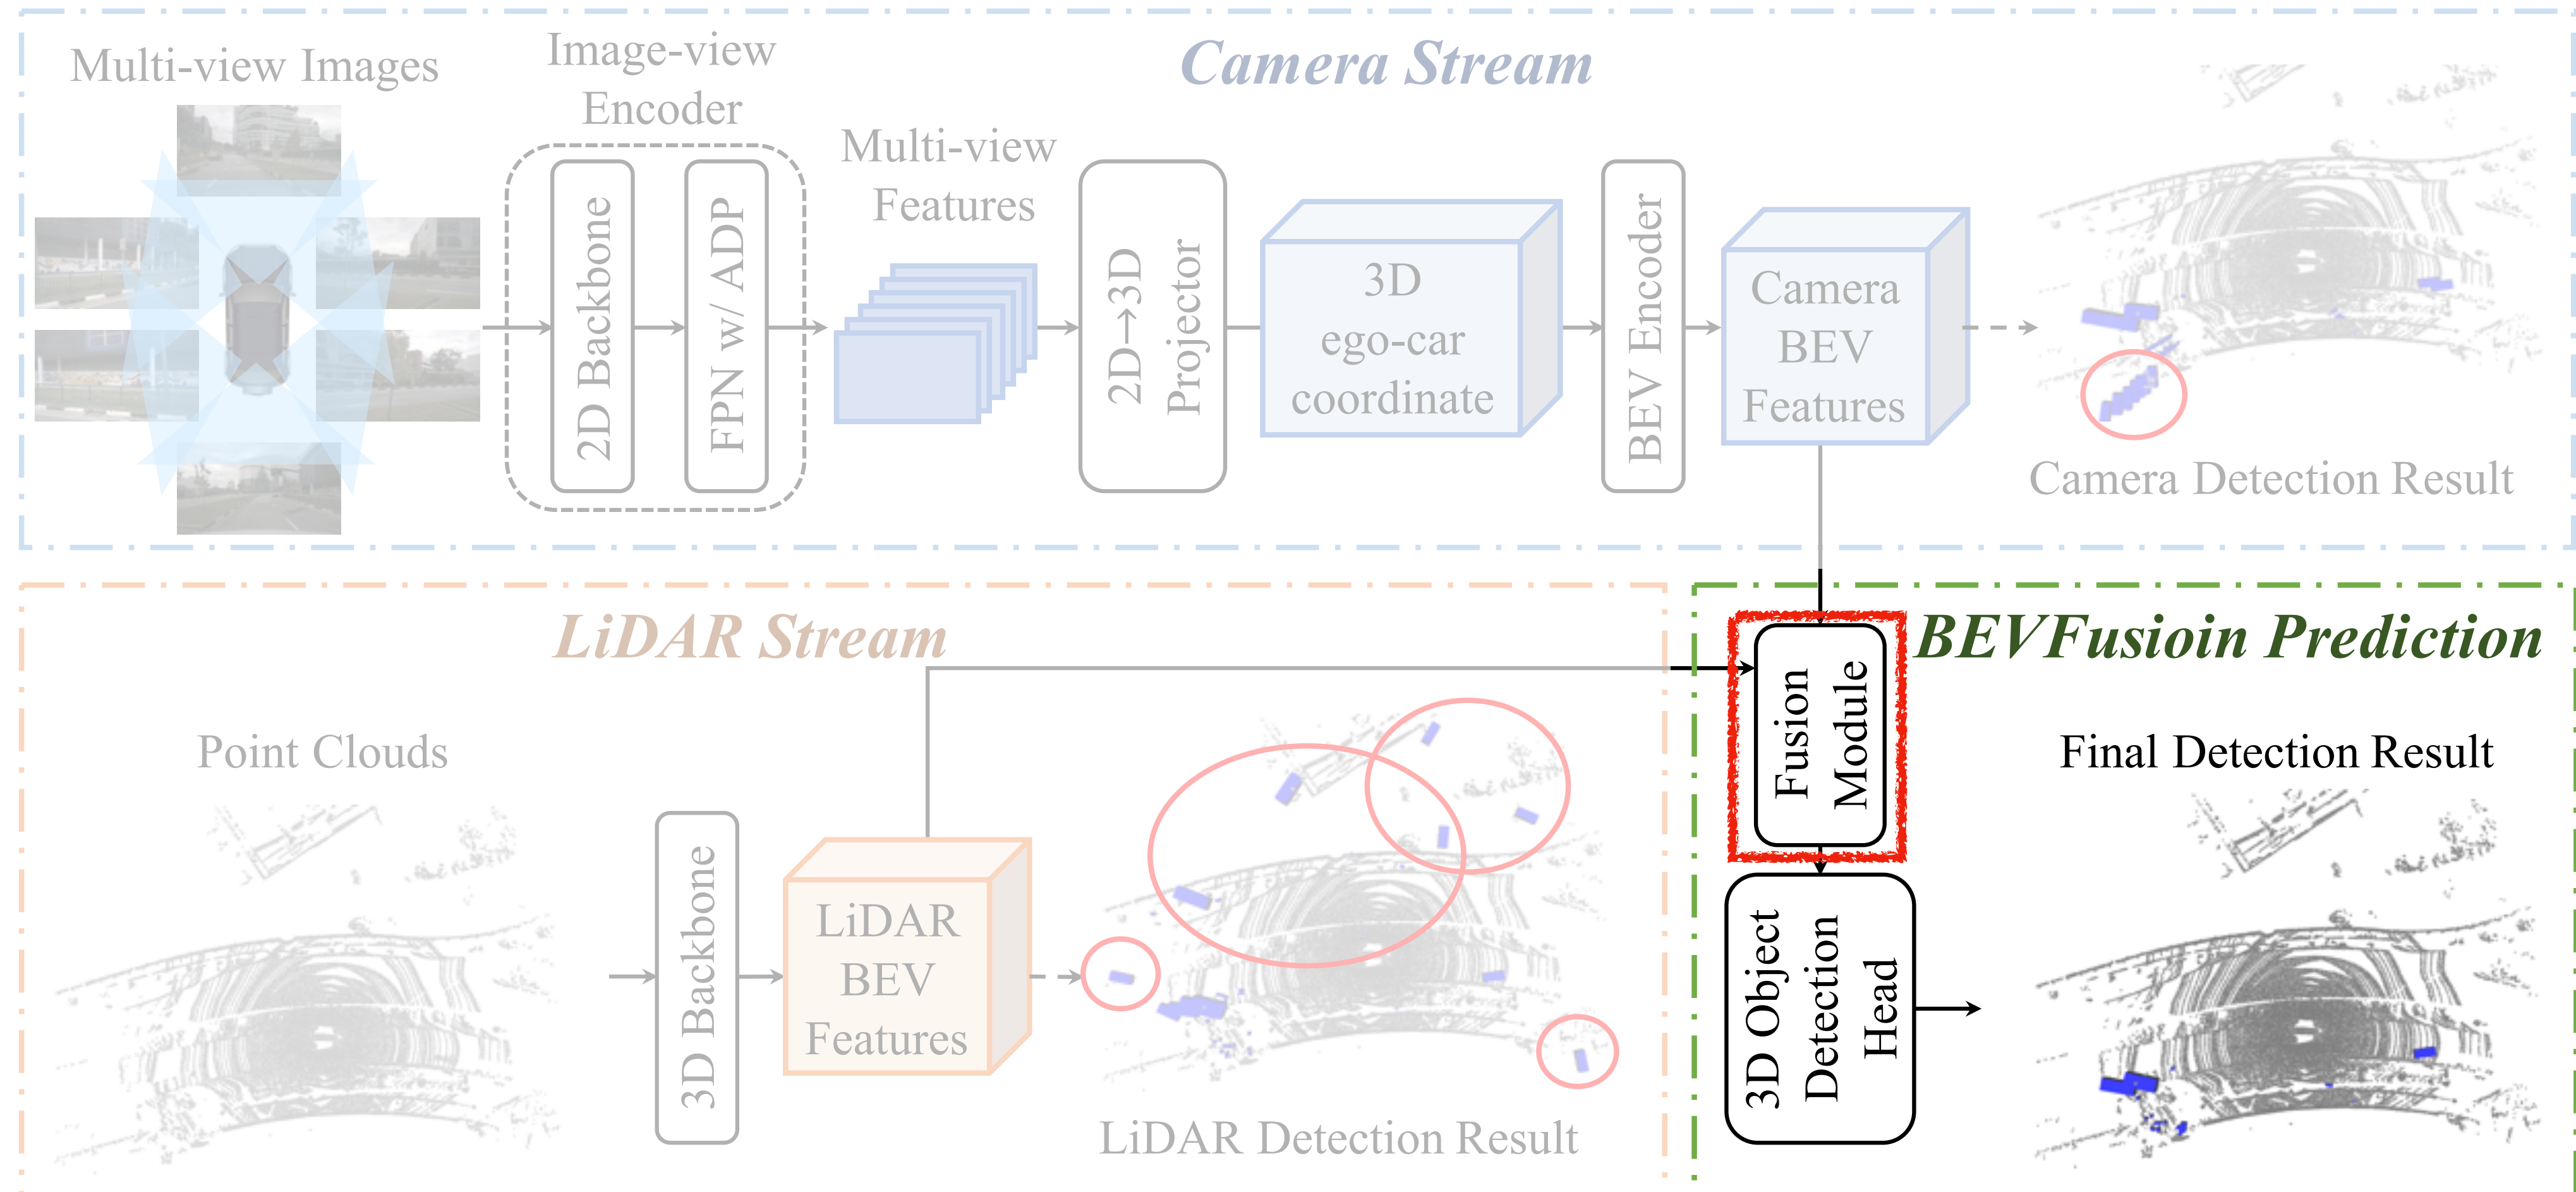 Camera Stream
Multi-view Images
Image-view
Encoder
2D Backbone
FPN w/ ADP
Multi-view
Features
2D→3D
Projector
3D
ego-car
coordinate
BEV Encoder
Camera
BEV
Features
Camera Detection Result
LiDAR Stream
Point Clouds
3D Backbone
LiDAR
BEV
Features
LiDAR Detection Result
BEVFusioin Prediction
Fusion
Module
3D Object
Detection
Head
Final Detection Result